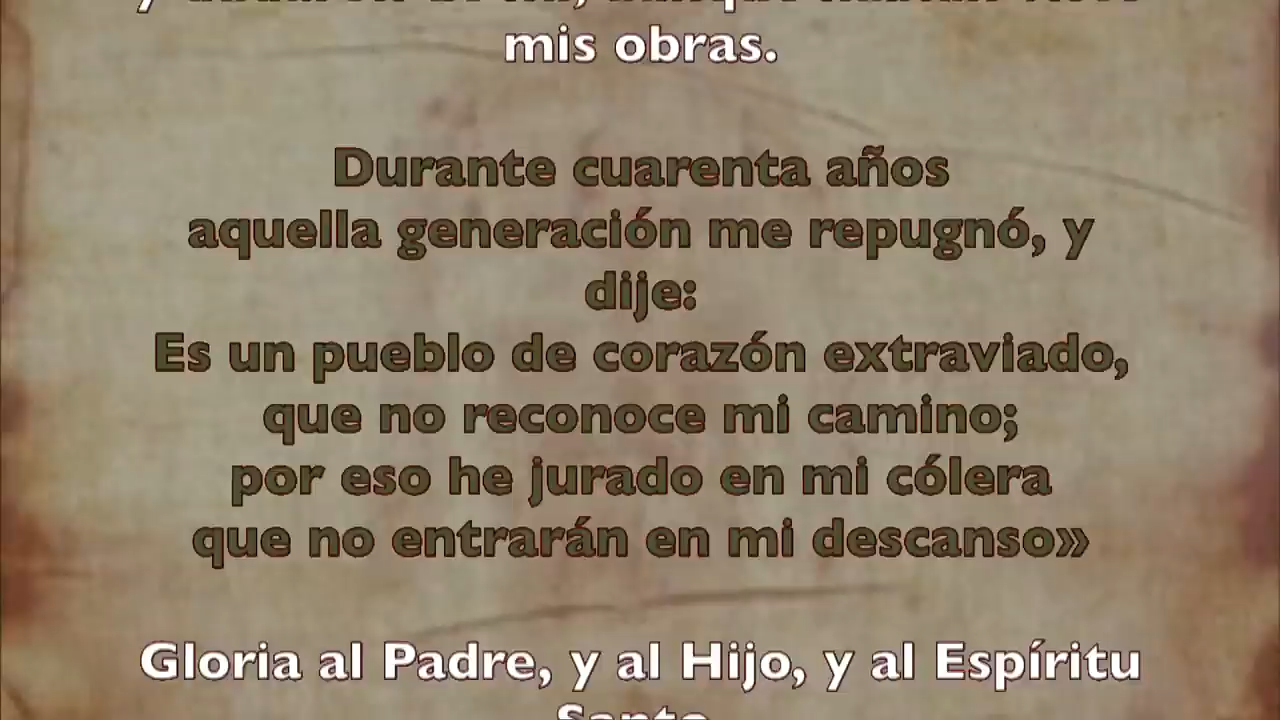 mis obras.
Durante cuarenta años
aquella generación me repugnó, y
dije:
Es un pueblo de corazón extraviado,
que no reconoce mi camino;
por eso he jurado en mi cólera
que no entrarán en mi descanso»
Gloria al Padre, y al Hijo, y al Espíritu